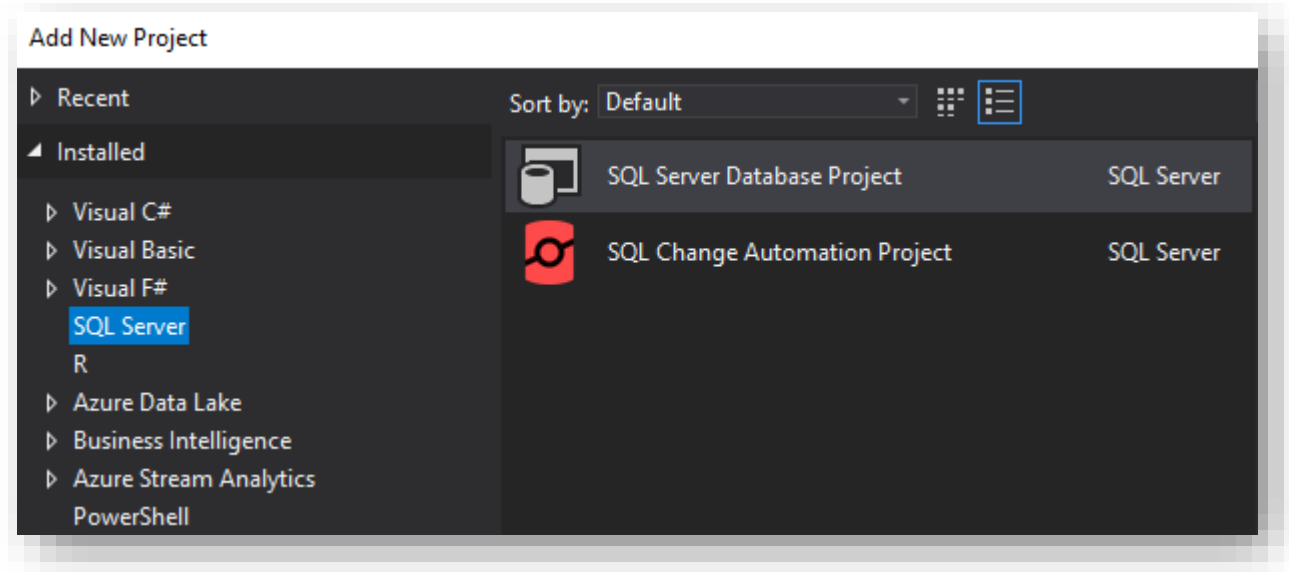 Add New Project
Recent
Installed
Visual C#
Visual Basic
Visual F#
SQL Server
R
Azure Data Lake
Business Intelligence
Azure Stream Analytics
PowerShell
Sort by: Default
SQL Server Database Project SQL Server
SQL Change Automation Project SQL Server